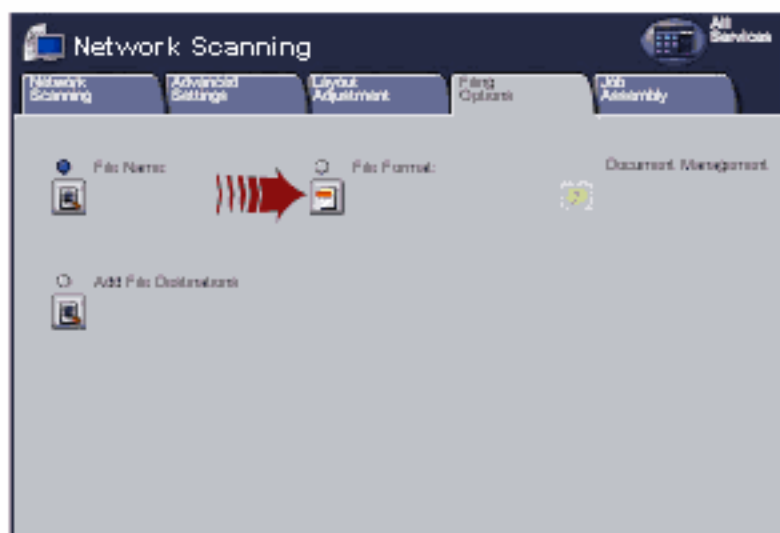 Network Scanning
All
Services
Network
Scanning
Advanced
Settings
Layout
Adjustment
Filing
Options
Job
Assembly
File Name:
File Format:
Document Management
Add File Destinations